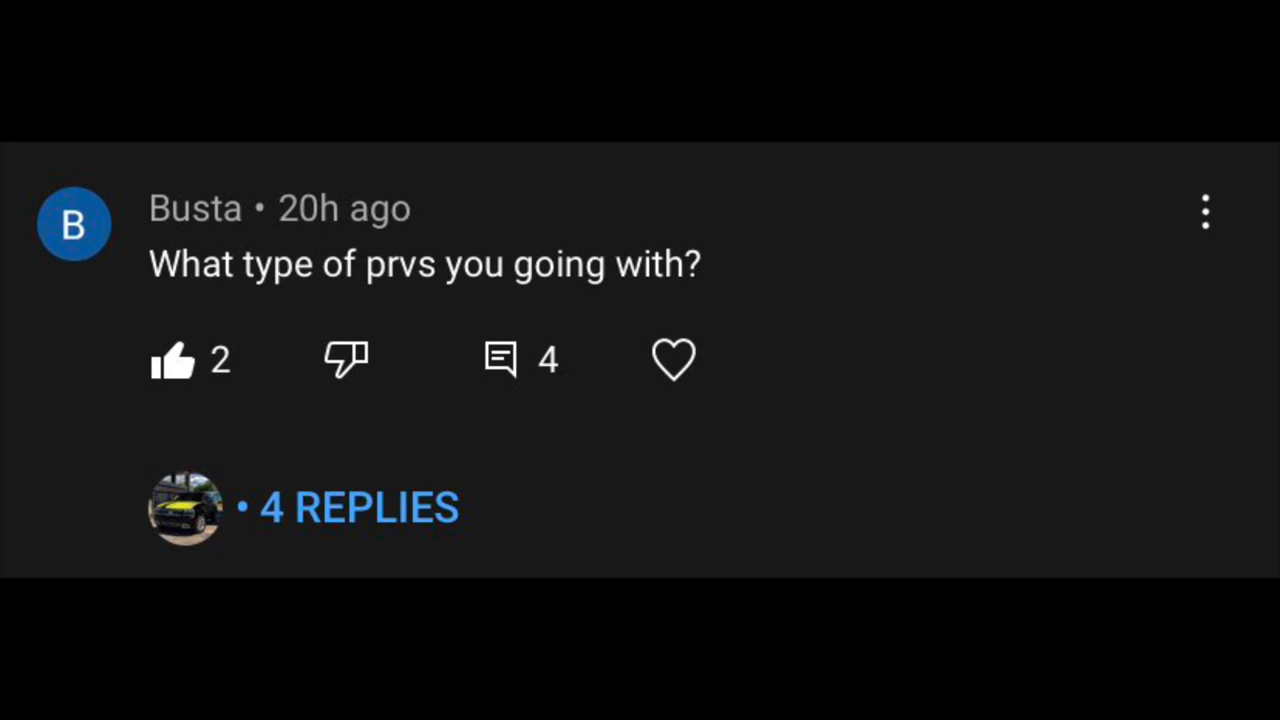 B
Busta • 20h ago
What type of prvs you going with?
2 4
• 4 REPLIES